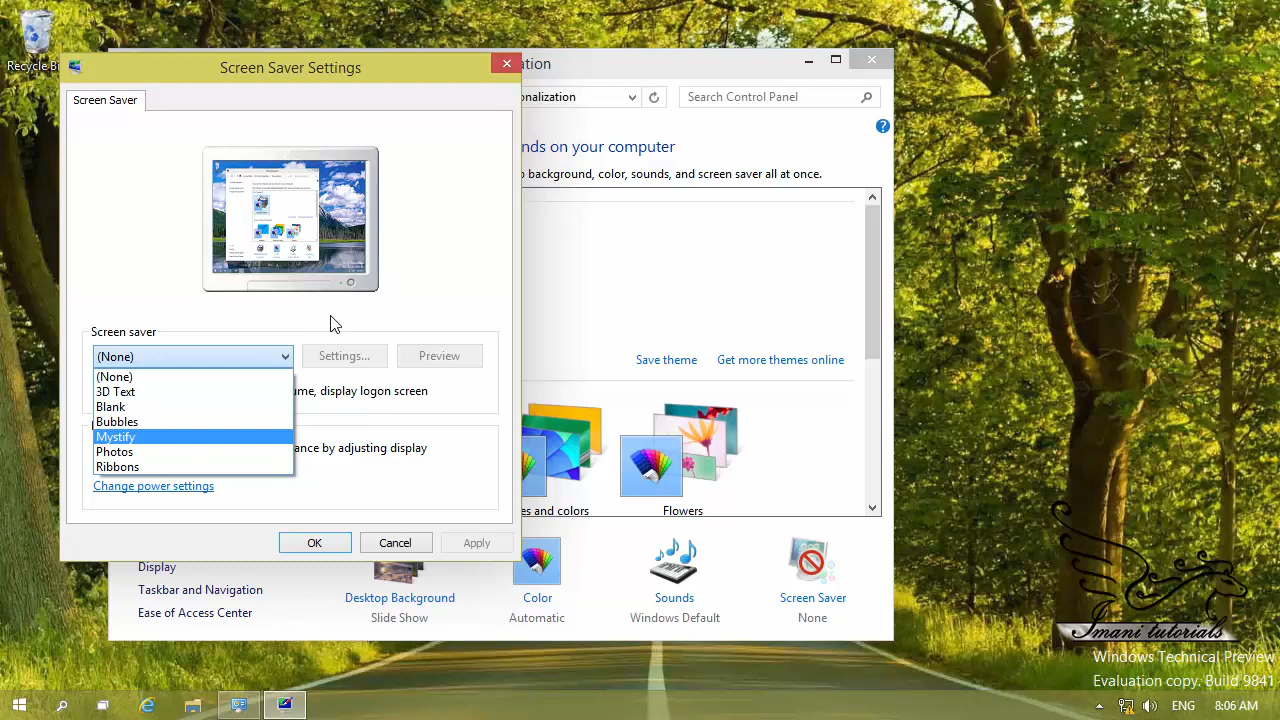 Recycle Bi
Screen Saver Settings
ation
Screen Saver
onalization
Search Control Panel
nds on your computer
background, color, sounds, and screen saver all at once.
Screen saver
(None)
Settings...
Preview
(None)
3D Text
Blank
Bubbles
Mystify
Photos
Ribbons
ume, display logon screen
ance by adjusting display
Change power settings
OK
Cancel
Apply
Save theme
Get more themes online
es and colors
Flowers
Display
Taskbar and Navigation
Ease of Access Center
Desktop Background
Slide Show
Color
Automatic
Sounds
Windows Default
Screen Saver
None
Imani tutorials
Windows Technical Preview
Evaluation copy. Build 9841
ENG
8:06 AM